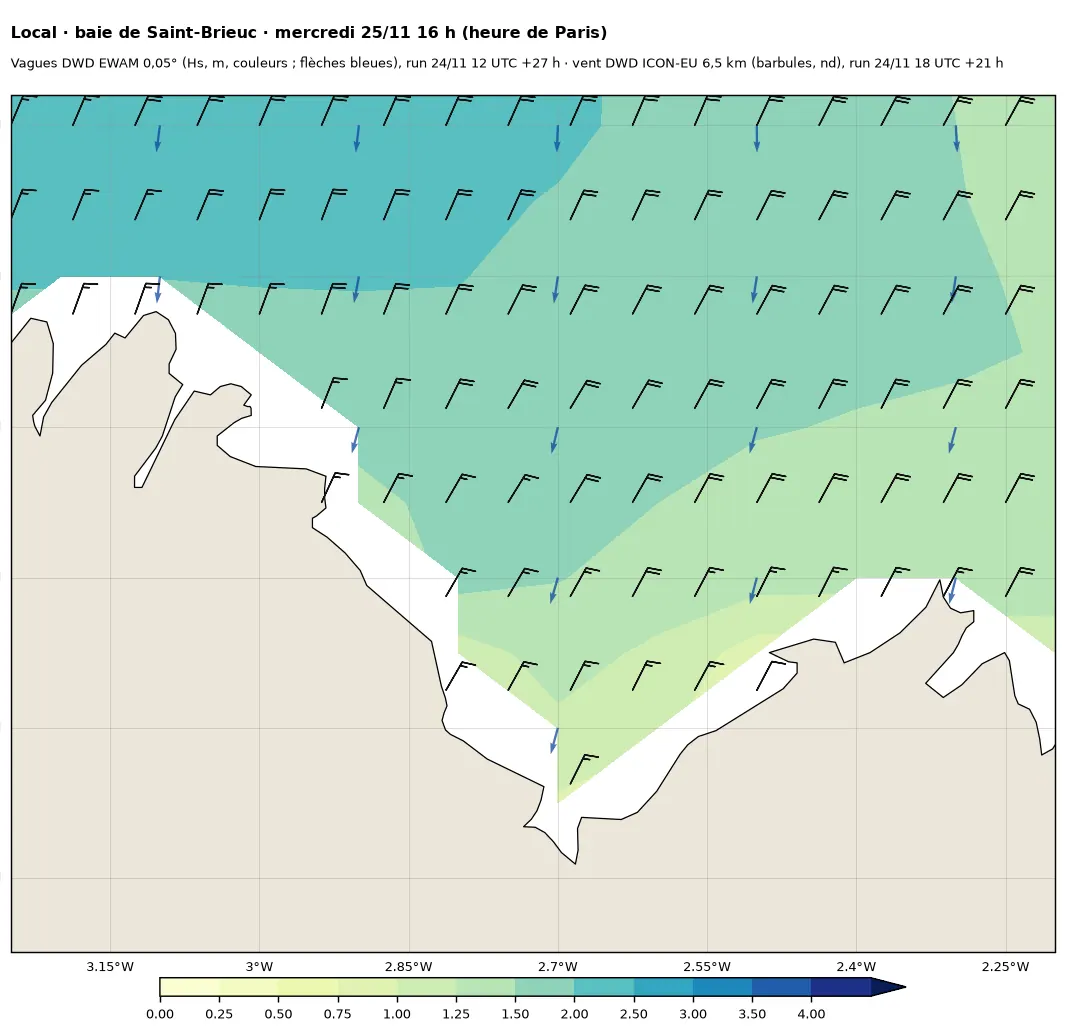 Local · baie de Saint-Brieuc · mercredi 25/11 16 h (heure de Paris)
Vagues DWD EWAM 0,05° (Hs, m, couleurs ; flèches bleues), run 24/11 12 UTC +27 h · vent DWD ICON-EU 6,5 km (barbules, nd), run 24/11 18 UTC +21 h
3.15°W 3°W 2.85°W 2.7°W 2.55°W 2.4°W 2.25°W
0.00 0.25 0.50 0.75 1.00 1.25 1.50 2.00 2.50 3.00 3.50 4.00